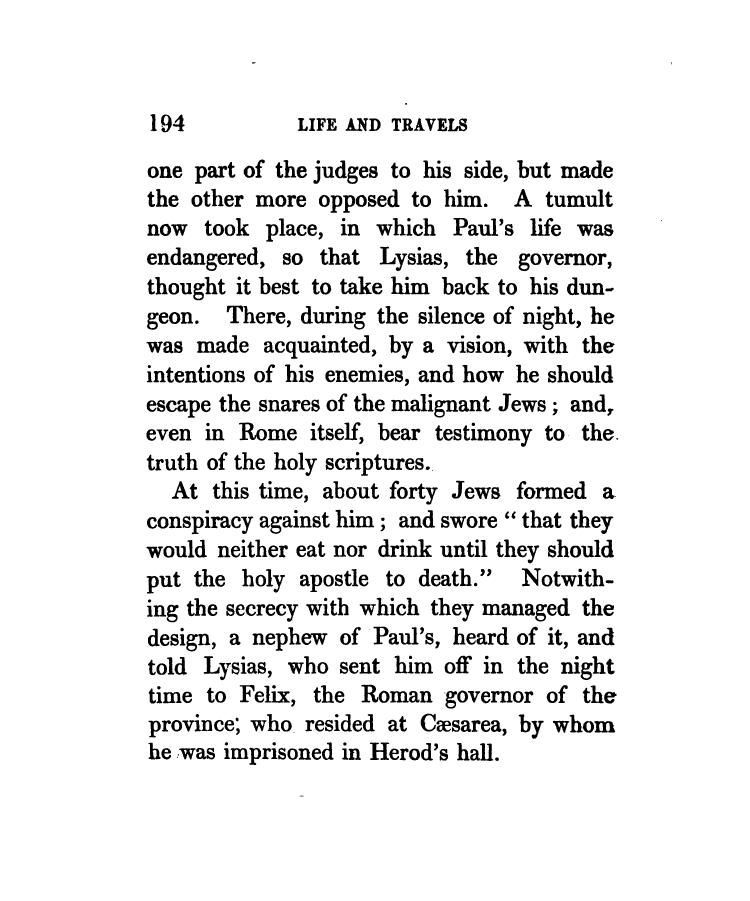 194 LIFE AND TRAVELS
one part of the judges to his side, but made
the other more opposed to him. A tumult
now took place, in which Paul's life was
endangered, so that Lysias, the governor,
thought it best to take him back to his dun-
geon. There, during the silence of night, he
was made acquainted, by a vision, with the
intentions of his enemies, and how he should
escape the snares of the malignant Jews ; and,
even in Rome itself, bear testimony to the
truth of the holy scriptures.
At this time, about forty Jews formed a
conspiracy against him ; and swore “ that they
would neither eat nor drink until they should
put the holy apostle to death.” Notwith-
ing the secrecy with which they managed the
design, a nephew of Paul's, heard of it, and
told Lysias, who sent him off in the night
time to Felix, the Roman governor of the
province; who resided at Cæsarea, by whom
he was imprisoned in Herod's hall.